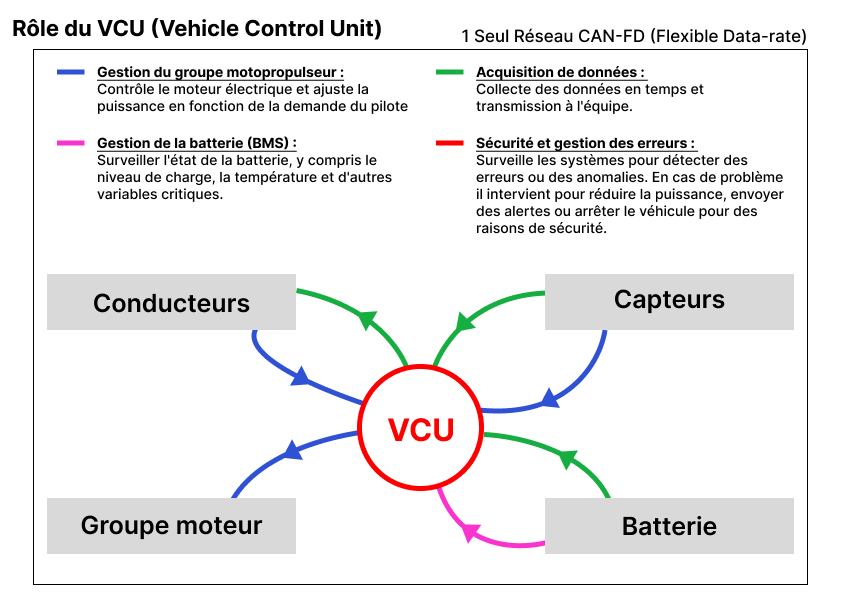 Rôle du VCU (Vehicle Control Unit)
1 Seul Réseau CAN-FD (Flexible Data-rate)
Gestion du groupe motopropulseur :
Contrôle le moteur électrique et ajuste la
puissance en fonction de la demande du pilote
Gestion de la batterie (BMS) :
Surveiller l'état de la batterie, y compris le
niveau de charge, la température et d'autres
variables critiques.
Acquisition de données :
Collecte des données en temps et
transmission à l'équipe.
Sécurité et gestion des erreurs :
Surveille les systèmes pour détecter des
erreurs ou des anomalies. En cas de problème
il intervient pour réduire la puissance, envoyer
des alertes ou arrêter le véhicule pour des
raisons de sécurité.
Conducteurs
Capteurs
VCU
Groupe moteur
Batterie